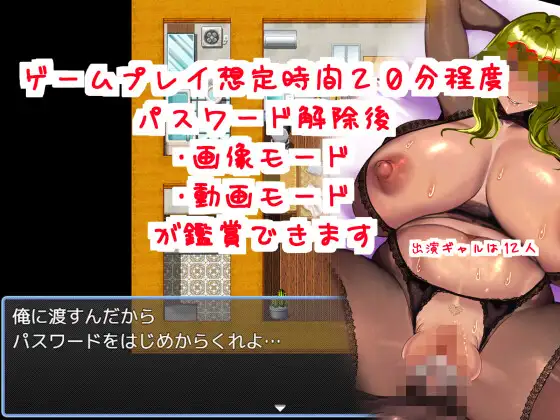 ゲームプレイ想定時間20分程度
パスワード解除後
・画像モード
・動画モード
が鑑賞できます
出演ギャルは12人
俺に渡すんだから
パスワードをはじめからくれよ…